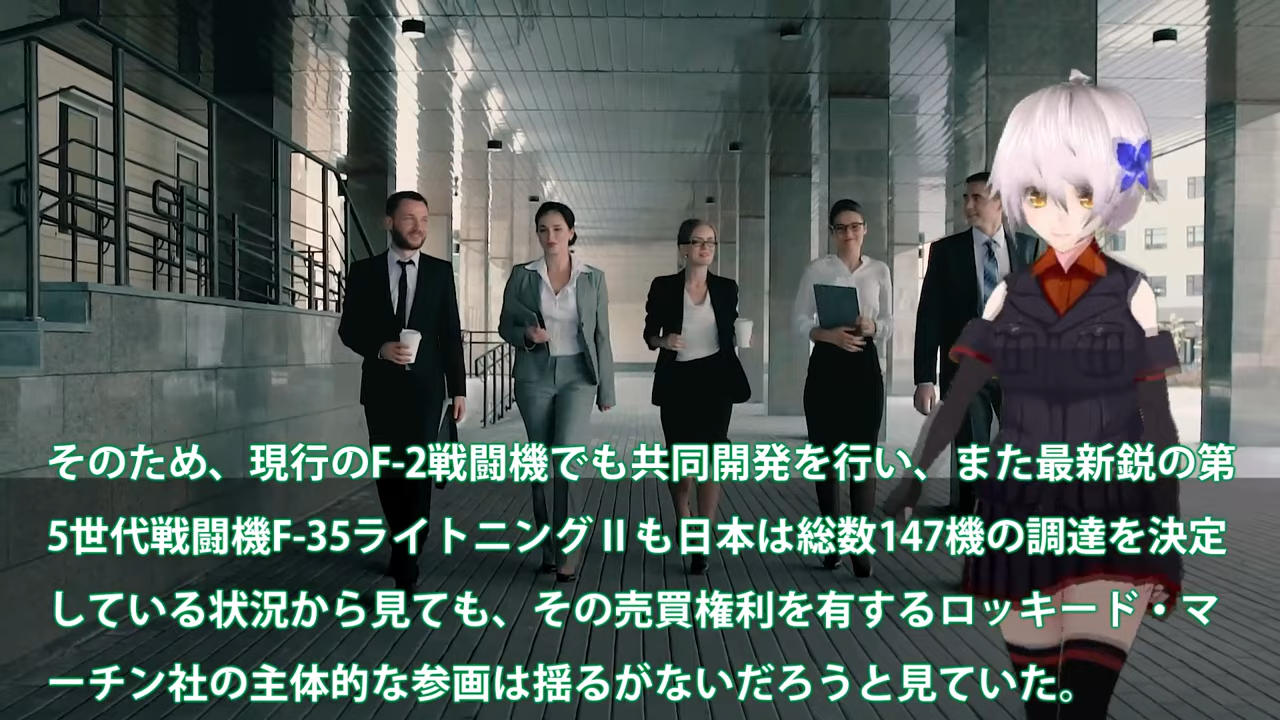 そのため、現行のF-2戦闘機でも共同開発を行い、また最新鋭の第
5世代戦闘機F-35ライトニングⅡも日本は総数147機の調達を決定
している状況から見ても、その売買権利を有するロッキード・マ
ーチン社の主体的な参画は揺るがないだろうと見ていた。